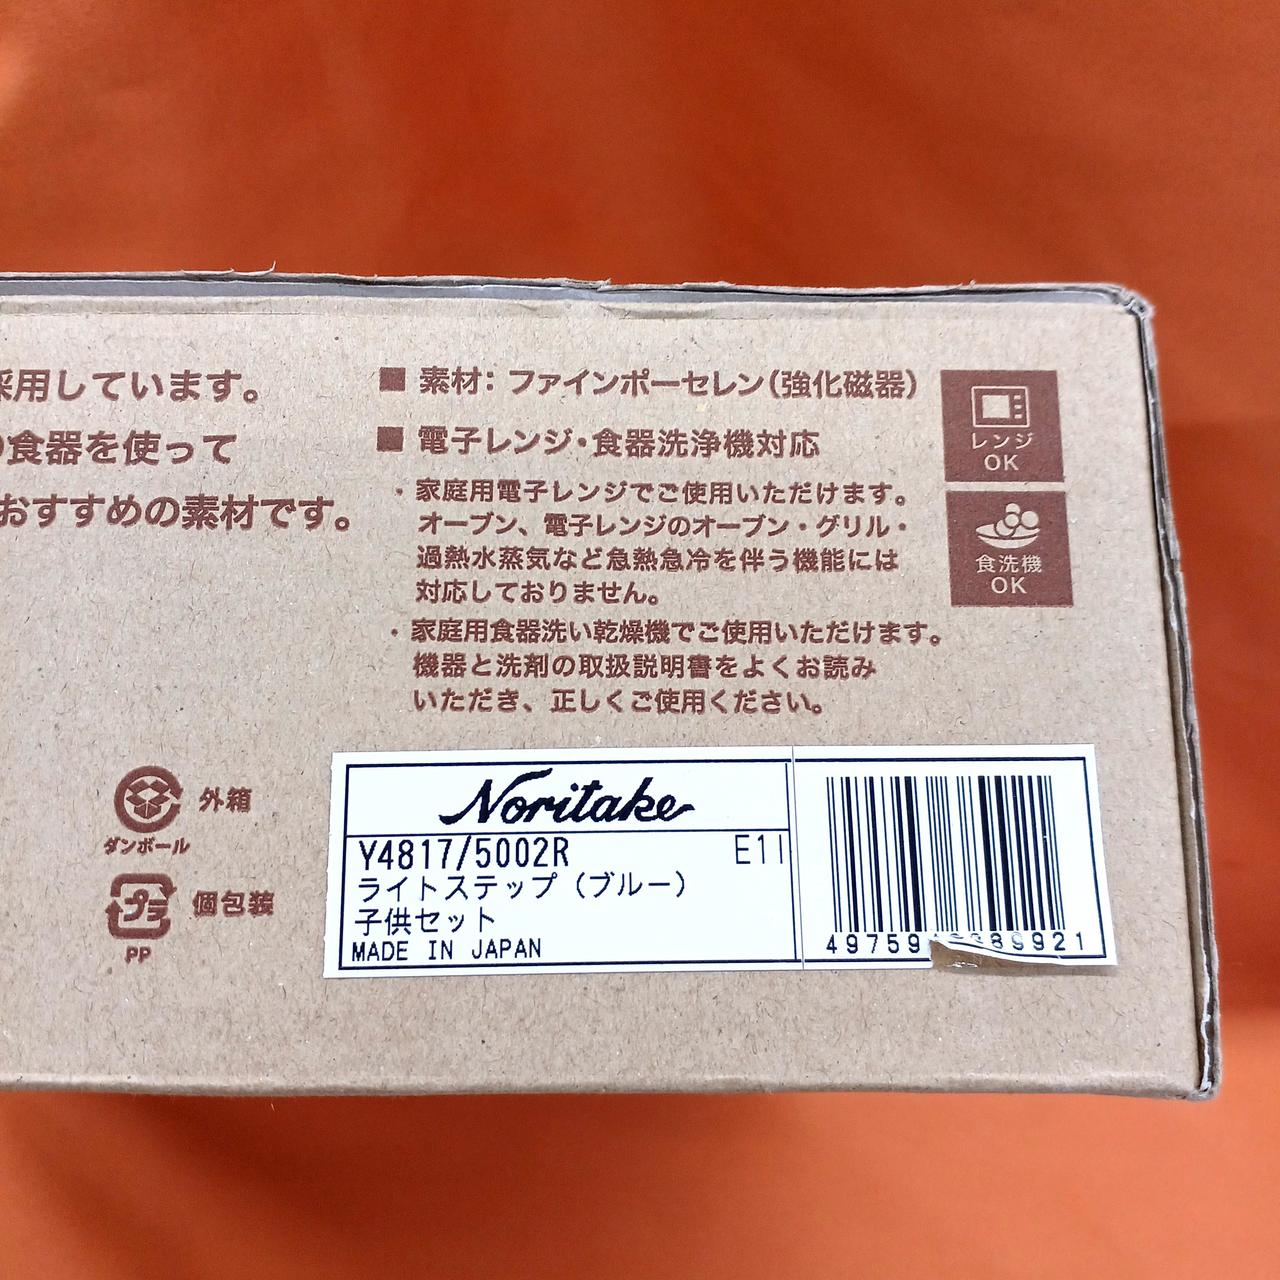 採用しています。
の食器を使って
おすすめの素材です。
■ 素材：ファインポーセレン（強化磁器）
■ 電子レンジ・食器洗浄機対応
・家庭用電子レンジでご使用いただけます。
オーブン、電子レンジのオーブン・グリル・
過熱水蒸気など急熱急冷を伴う機能には
対応しておりません。
・家庭用食器洗い乾燥機でご使用いただけます。
機器と洗剤の取扱説明書をよくお読み
いただき、正しくご使用ください。
レンジ
OK
食洗機
OK
外箱
ダンボール
プラ
個包装
PP
Noritake
Y4817/5002R E11
ライトステップ（ブルー）
子供セット
MADE IN JAPAN
49759 89921